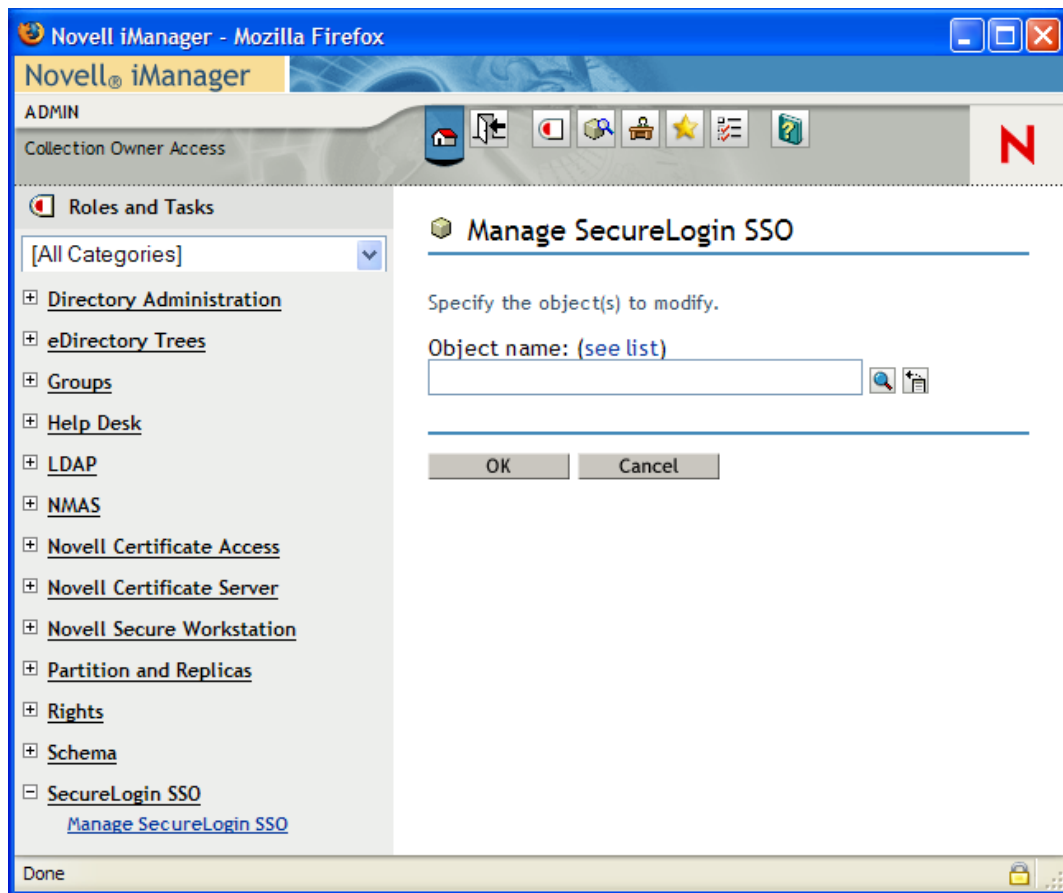 Novell iManager - Mozilla Firefox
Novell® iManager
ADMIN
Collection Owner Access
N
Roles and Tasks
[All Categories]
Directory Administration
eDirectory Trees
Groups
Help Desk
LDAP
NMAS
Novell Certificate Access
Novell Certificate Server
Novell Secure Workstation
Partition and Replicas
Rights
Schema
SecureLogin SSO
Manage SecureLogin SSO
Manage SecureLogin SSO
Specify the object(s) to modify.
Object name: (see list)
OK Cancel
Done